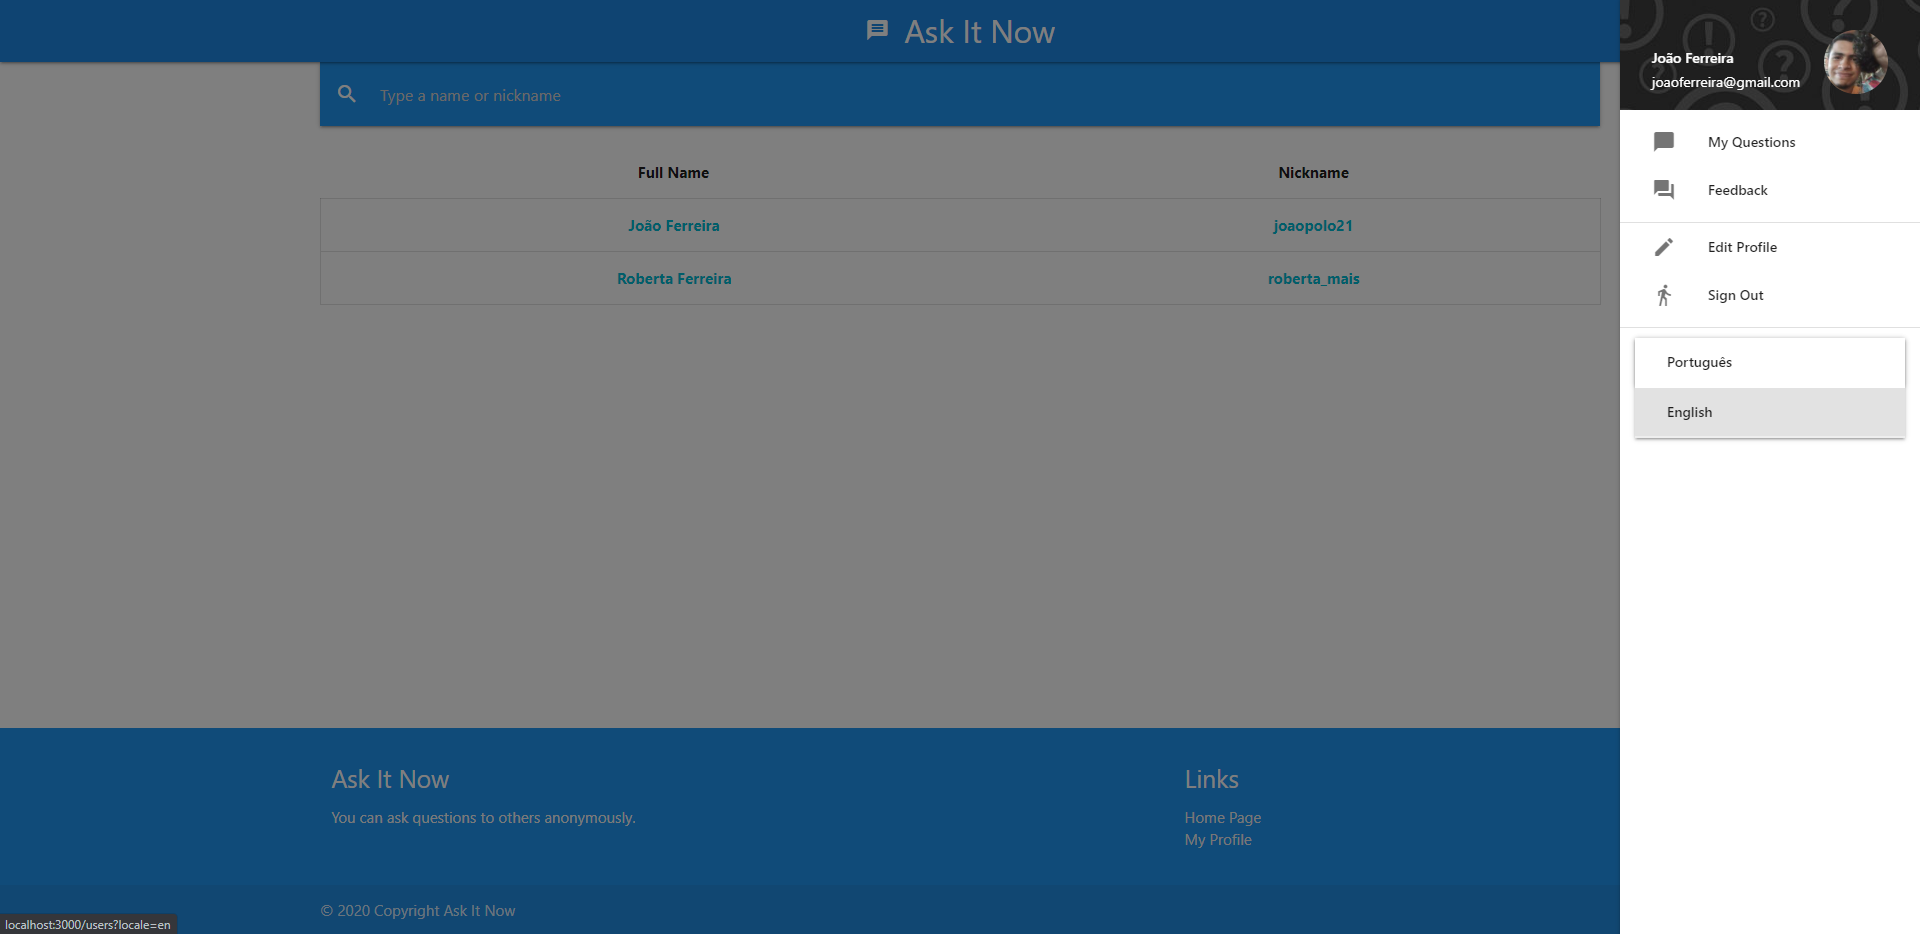 Ask It Now
Type a name or nickname
Full Name Nickname
João Ferreira joaopolo21
Roberta Ferreira roberta_mais
João Ferreira
joaoferreira@gmail.com
My Questions
Feedback
Edit Profile
Sign Out
Português
English
Ask It Now
You can ask questions to others anonymously.
Links
Home Page
My Profile
© 2020 Copyright Ask It Now
localhost:3000/users?locale=en